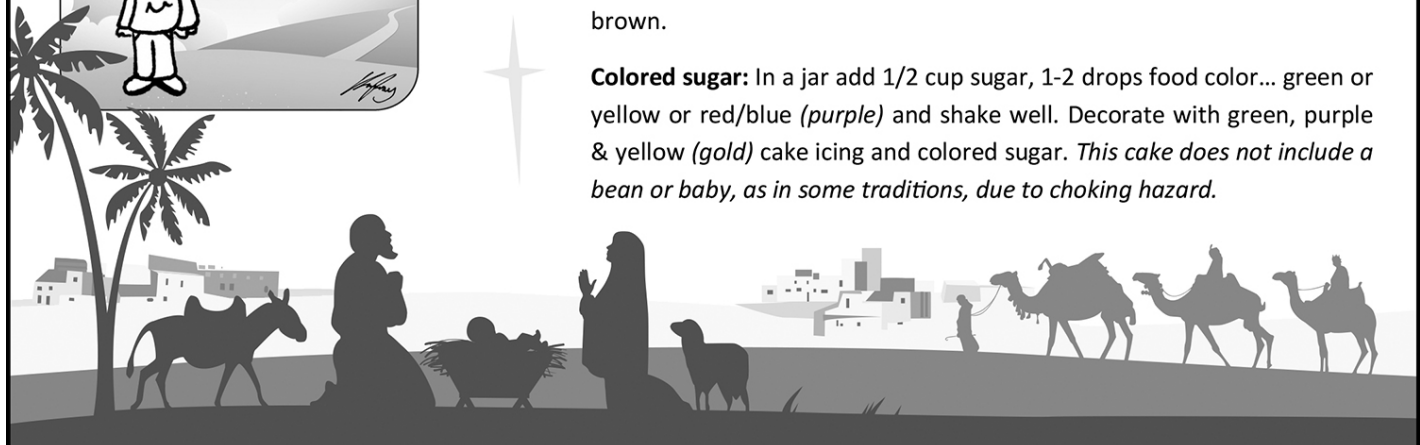 brown.
Colored sugar: In a jar add 1/2 cup sugar, 1-2 drops food color... green or
yellow or red/blue (purple) and shake well. Decorate with green, purple
& yellow (gold) cake icing and colored sugar. This cake does not include a
bean or baby, as in some traditions, due to choking hazard.